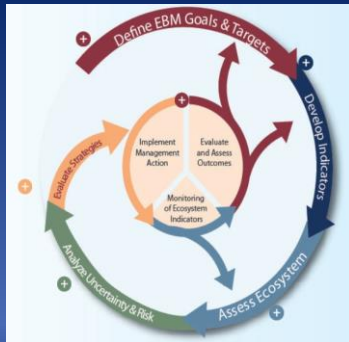 Define EBM Goals & Targets
Develop Indicators
Assess Ecosystem
Analyze Uncertainty & Risk
Evaluate Strategies
Implement
Management
Action
Evaluate
and Assess
Outcomes
Monitoring
of Ecosystem
Indicators